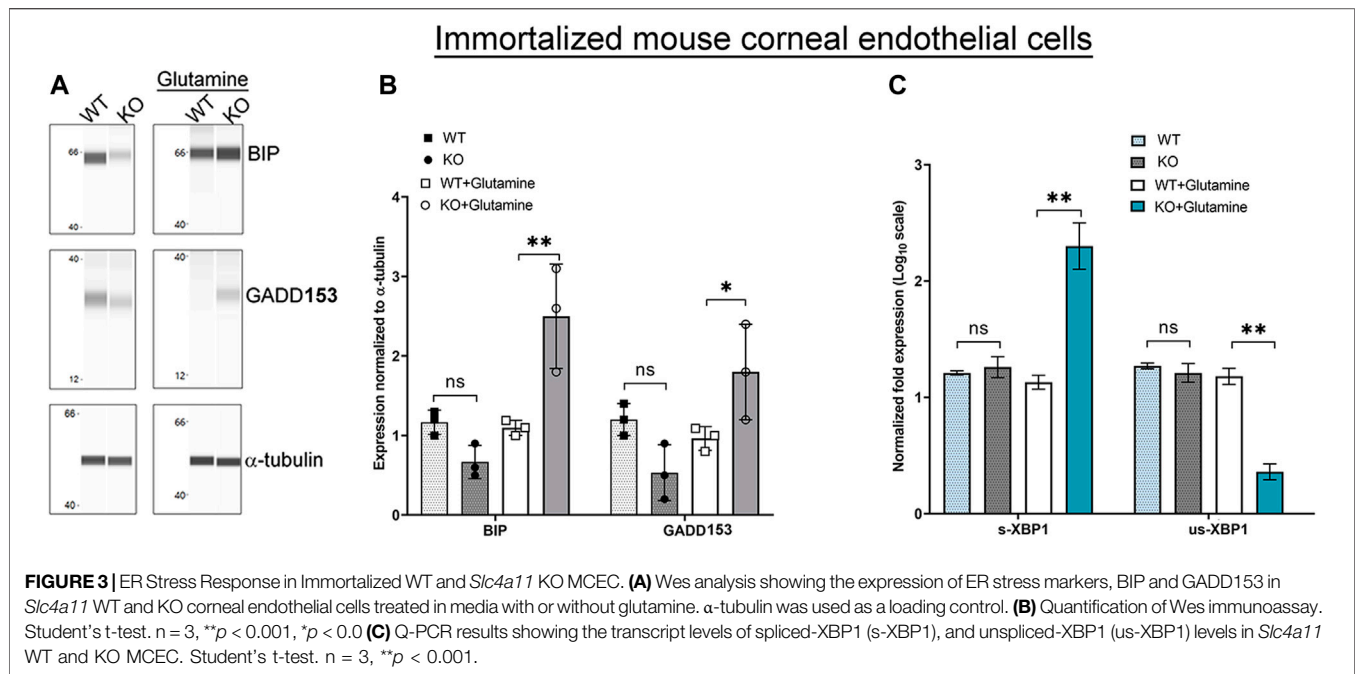 Immortalized mouse corneal endothelial cells
A
Glutamine
WT KO WT KO
66- 66- BIP
40- 40-
40- 40-
GADD153
12- 12-
66- 66-
α-tubulin
40- 40-
B
WT
KO
WT+Glutamine
KO+Glutamine
Expression normalized to α-tubulin
4
3
2
1
0
ns
**
ns
*
BIP GADD153
C
WT
KO
WT+Glutamine
KO+Glutamine
Normalized fold expression (Log10 scale)
3
2
1
0
ns
**
ns
**
s-XBP1 us-XBP1
FIGURE 3 | ER Stress Response in Immortalized WT and Slc4a11 KO MCEC. (A) Wes analysis showing the expression of ER stress markers, BIP and GADD153 in
Slc4a11 WT and KO corneal endothelial cells treated in media with or without glutamine. α-tubulin was used as a loading control. (B) Quantification of Wes immunoassay.
Student's t-test. n = 3, **p < 0.001, *p < 0.0 (C) Q-PCR results showing the transcript levels of spliced-XBP1 (s-XBP1), and unspliced-XBP1 (us-XBP1) levels in Slc4a11
WT and KO MCEC. Student's t-test. n = 3, **p < 0.001.